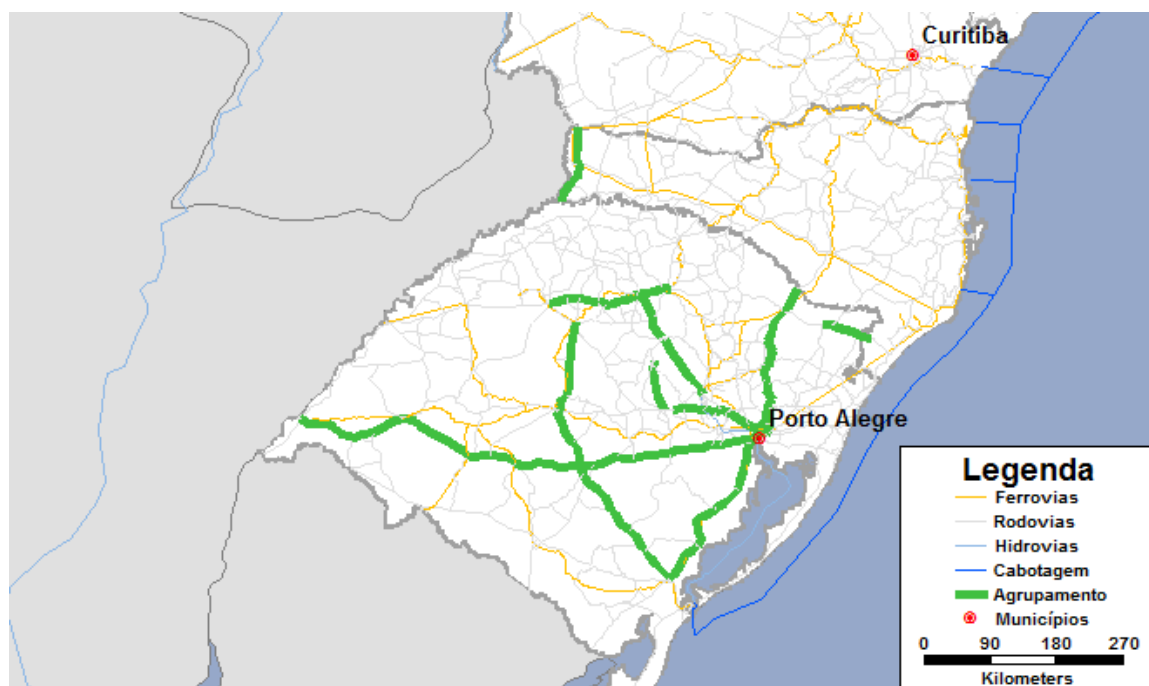 Curitiba
Porto Alegre
Legenda
Ferrovias
Rodovias
Hidrovias
Cabotagem
Agrupamento
Municípios
0 90 180 270
Kilometers